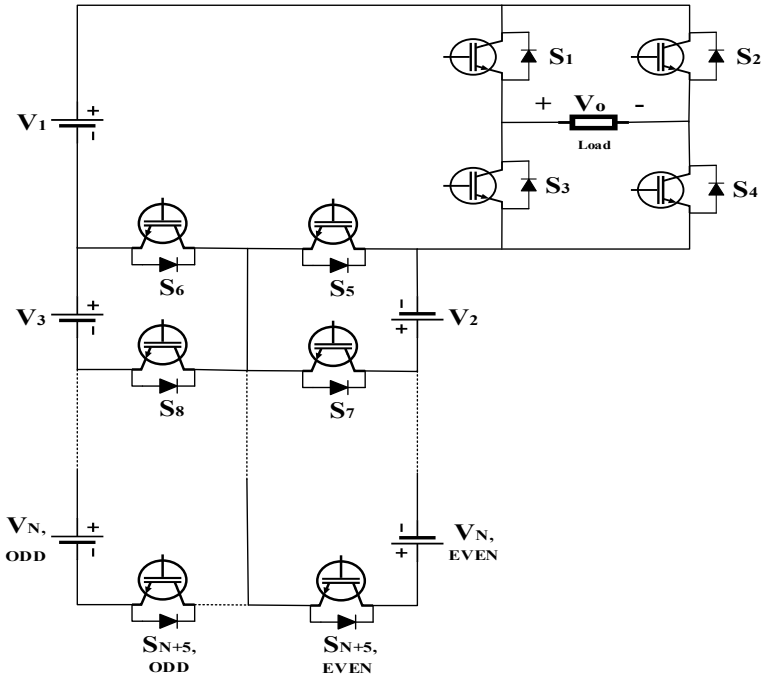 S1
S2
+ Vo -
Load
V1
+
-
S3
S4
S6
S5
V3
+
-
-
+
V2
S8
S7
VN,
ODD
+
-
-
+
VN,
EVEN
SN+5,
ODD
SN+5,
EVEN